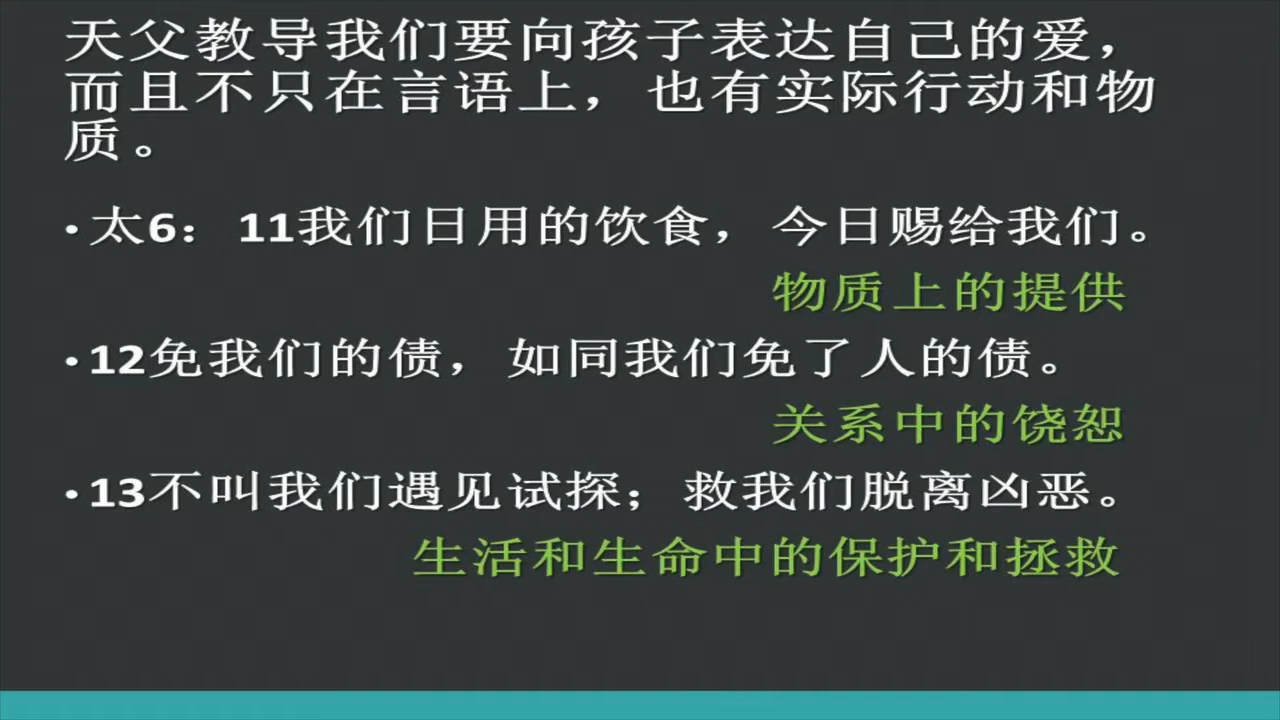 天父教导我们要向孩子表达自己的爱，
而且不只在言语上，也有实际行动和物
质。
•太6：11我们日用的饮食，今日赐给我们。
物质上的提供
•12免我们的债，如同我们免了人的债。
关系中的饶恕
•13不叫我们遇见试探；救我们脱离凶恶。
生活和生命中的保护和拯救